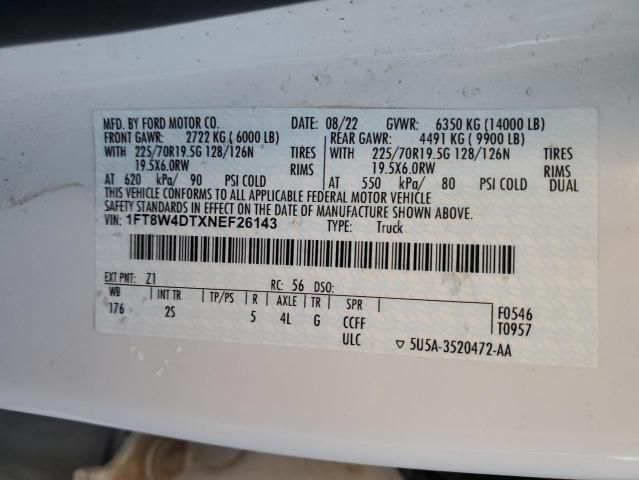 MFD. BY FORD MOTOR CO. 08/22 GVWR: 6350 KG (14000 LB)
FRONT GAWR: 2722 KG ( 6000 LB) REAR GAWR: 4491 KG ( 9900 LB)
WITH 225/70R19.5G 128/126N TIRES WITH 225/70R19.5G 128/126N TIRES
19.5X6.0RW RIMS 19.5X6.0RW RIMS
AT 620 kPa/ 90 PSI COLD AT 550 kPa/ 80 PSI COLD DUAL
THIS VEHICLE CONFORMS TO ALL APPLICABLE FEDERAL MOTOR VEHICLE
SAFETY STANDARDS IN EFFECT ON THE DATE OF MANUFACTURE SHOWN ABOVE.
VIN: 1FT8W4DTXNEF26143 TYPE: Truck
EXT PNT: Z1 RC: 56 DSO:
WB INT TR TP/PS R AXLE TR SPR F0546
176 2S 5 4L G CCFF T0957
ULC ▽ 5U5A-3520472-AA